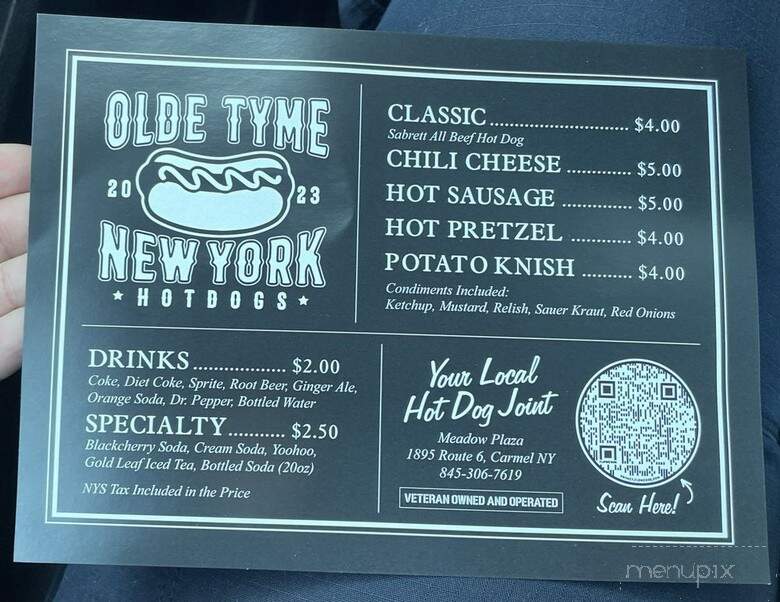 OLDE TYME
20 23
NEW YORK
★ HOTDOGS ★
CLASSIC ........................... $4.00
Sabrett All Beef Hot Dog
CHILI CHEESE ............ $5.00
HOT SAUSAGE ............ $5.00
HOT PRETZEL ........... $4.00
POTATO KNISH ......... $4.00
Condiments Included:
Ketchup, Mustard, Relish, Sauer Kraut, Red Onions
DRINKS ................. $2.00
Coke, Diet Coke, Sprite, Root Beer, Ginger Ale,
Orange Soda, Dr. Pepper, Bottled Water
SPECIALTY .......... $2.50
Blackcherry Soda, Cream Soda, Yoohoo,
Gold Leaf Iced Tea, Bottled Soda (20oz)
NYS Tax Included in the Price
Your Local
Hot Dog Joint
Meadow Plaza
1895 Route 6, Carmel NY
845-306-7619
VETERAN OWNED AND OPERATED
Scan Here!
menupix